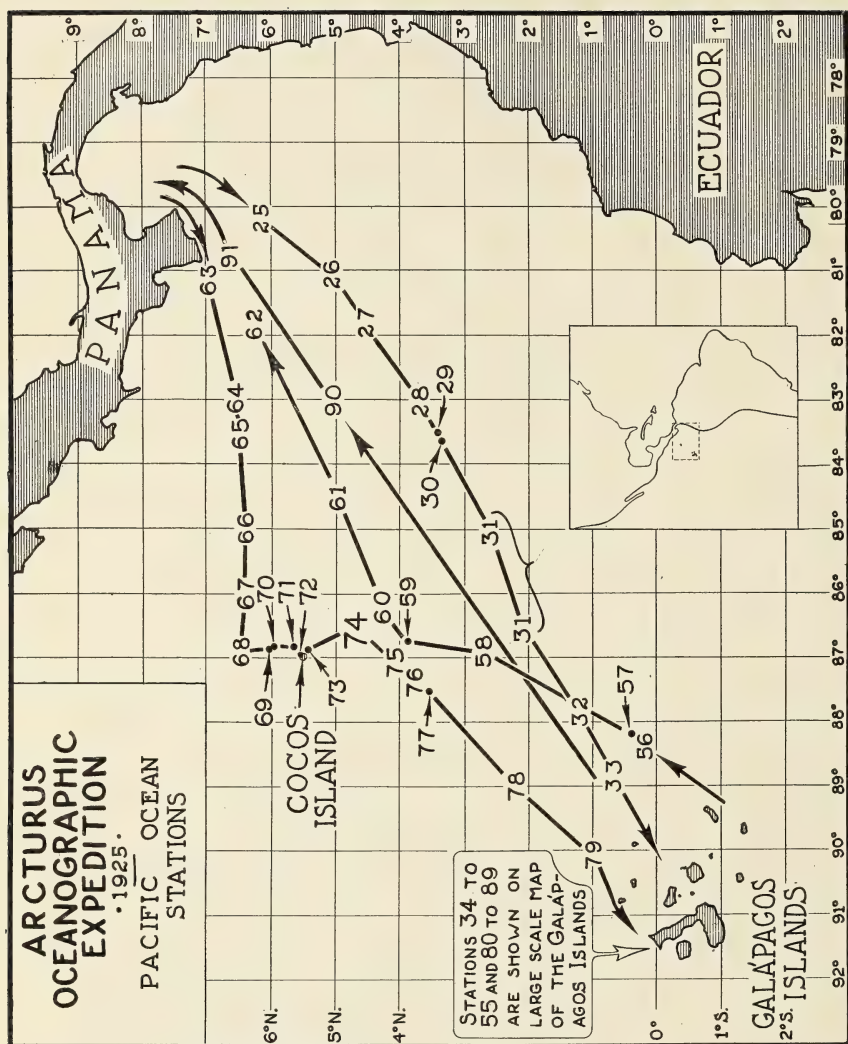 ARCTURUS
OCEANOGRAPHIC
EXPEDITION
·1925·
PACIFIC OCEAN
STATIONS
PANAMA
9°
8°
7°
6°
5°
4°
3°
2°
1°
0°
1°
2°
6°N.
5°N.
4°N.
0°
1°S.
2°S.
63
91
25
62
64
65
66
67
68
69
70
71
72
73
74
75
76
77
78
79
COCOS
ISLAND
26
27
28
29
30
31
31
32
33
90
61
60
59
58
57
56
STATIONS 34 TO
55 AND 80 TO 89
ARE SHOWN ON
LARGE SCALE MAP
OF THE GALÁP-
AGOS ISLANDS
GALÁPAGOS
ISLANDS
ECUADOR
92°
91°
90°
89°
88°
87°
86°
85°
84°
83°
82°
81°
80°
79°
78°